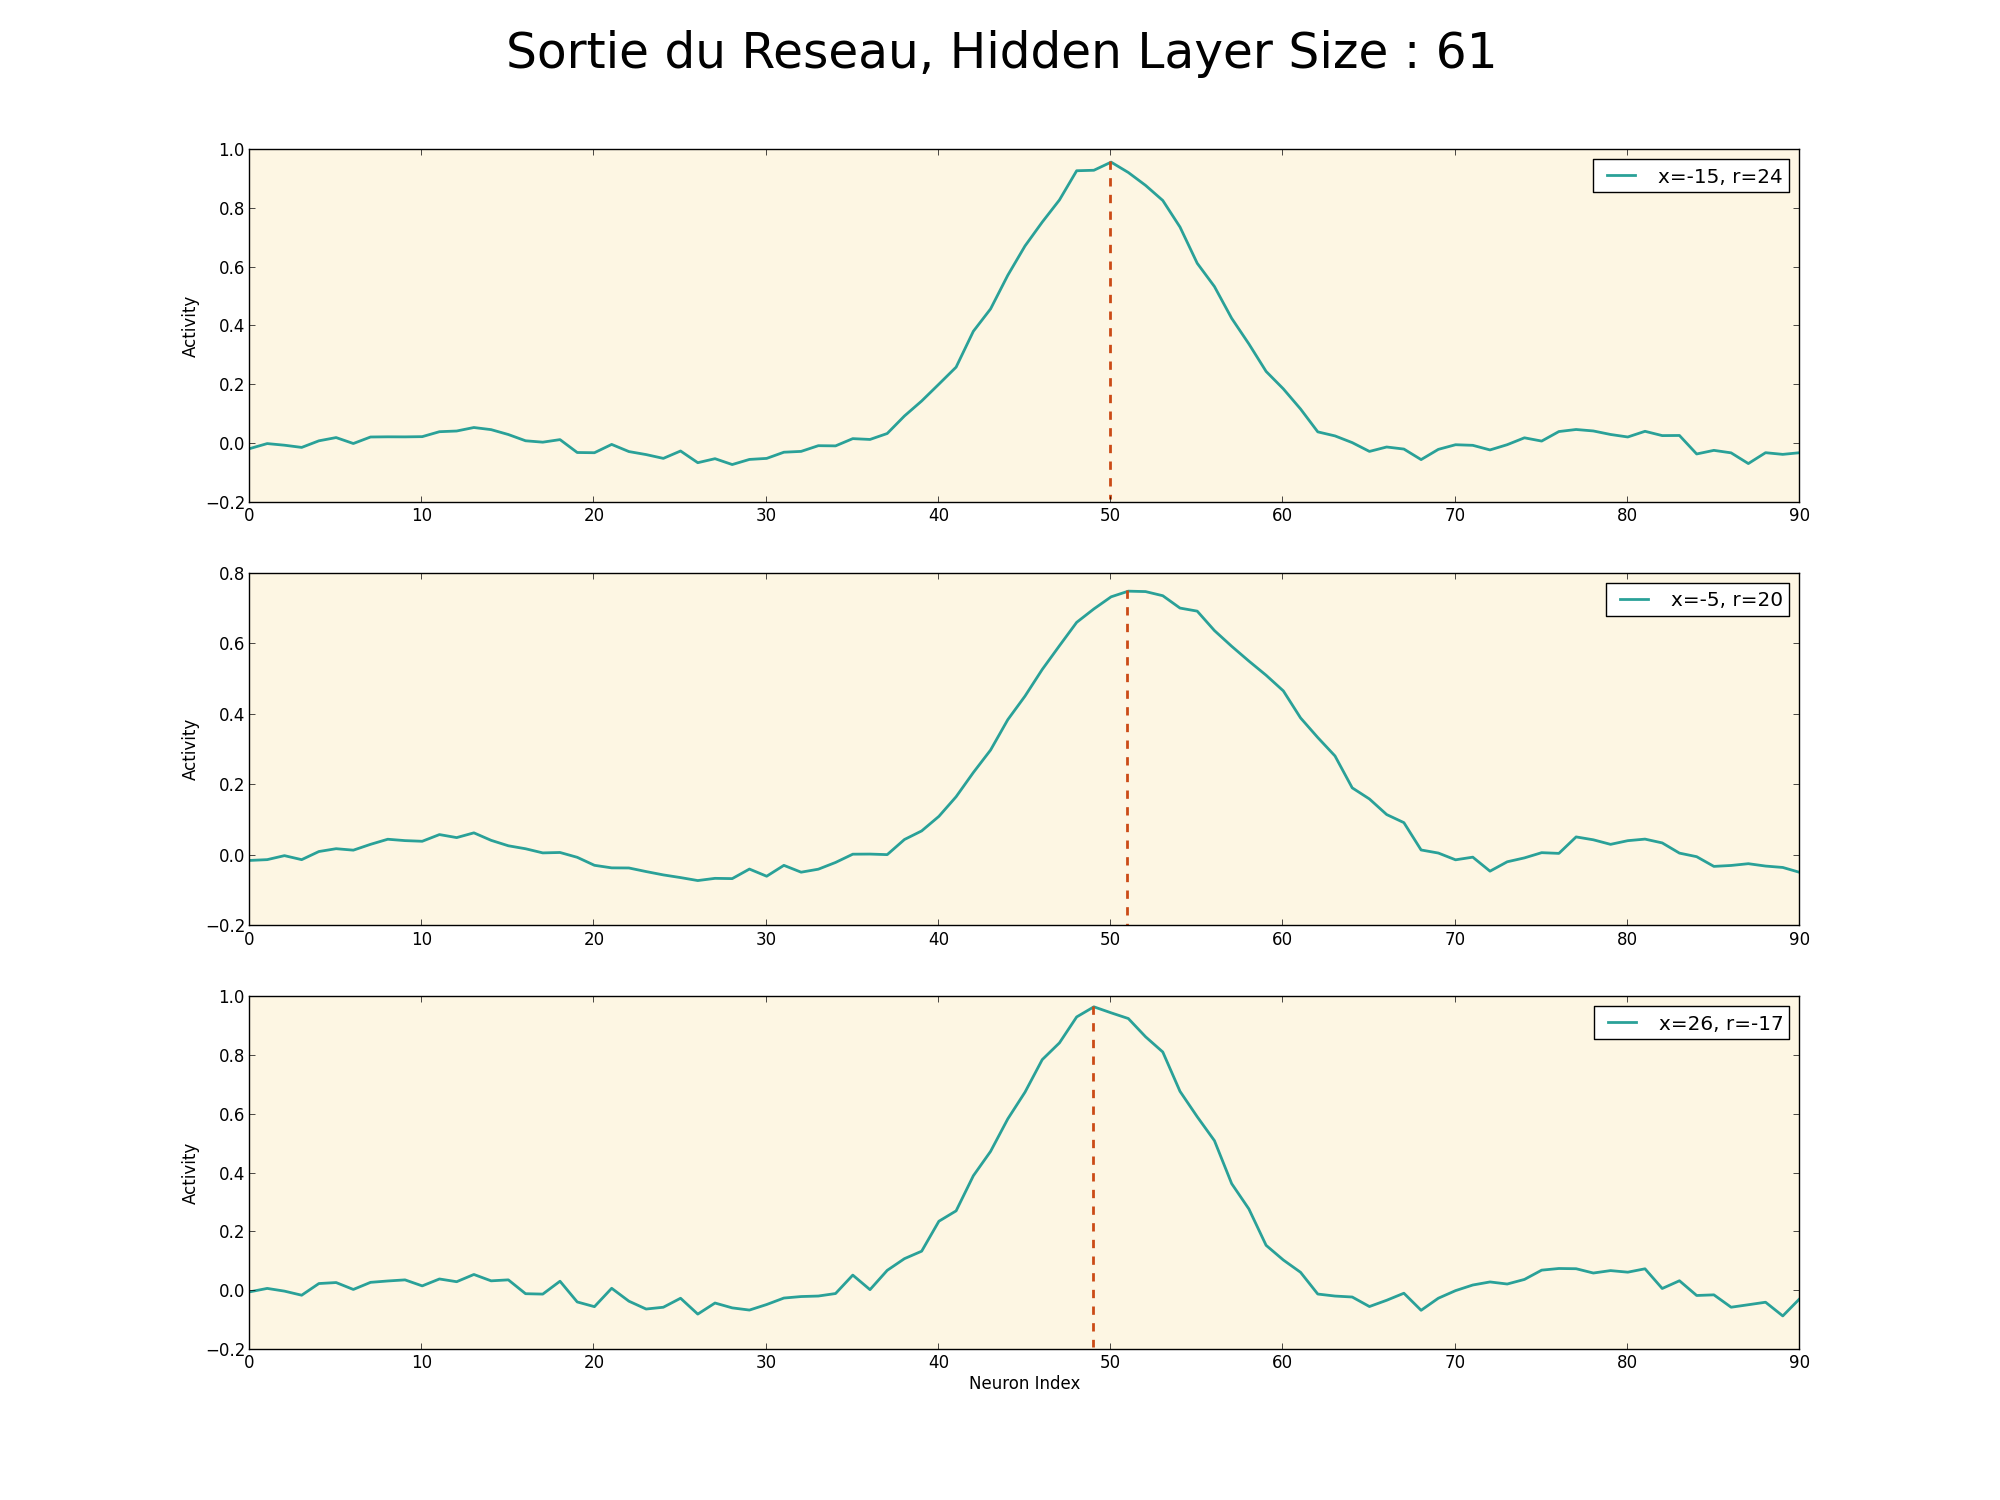 Sortie du Reseau, Hidden Layer Size : 61
1.0
0.8
0.6
0.4
0.2
0.0
−0.2
Activity
x=-15, r=24
0 10 20 30 40 50 60 70 80 90
0.8
0.6
0.4
0.2
0.0
−0.2
Activity
x=-5, r=20
0 10 20 30 40 50 60 70 80 90
1.0
0.8
0.6
0.4
0.2
0.0
−0.2
Activity
x=26, r=-17
0 10 20 30 40 50 60 70 80 90
Neuron Index